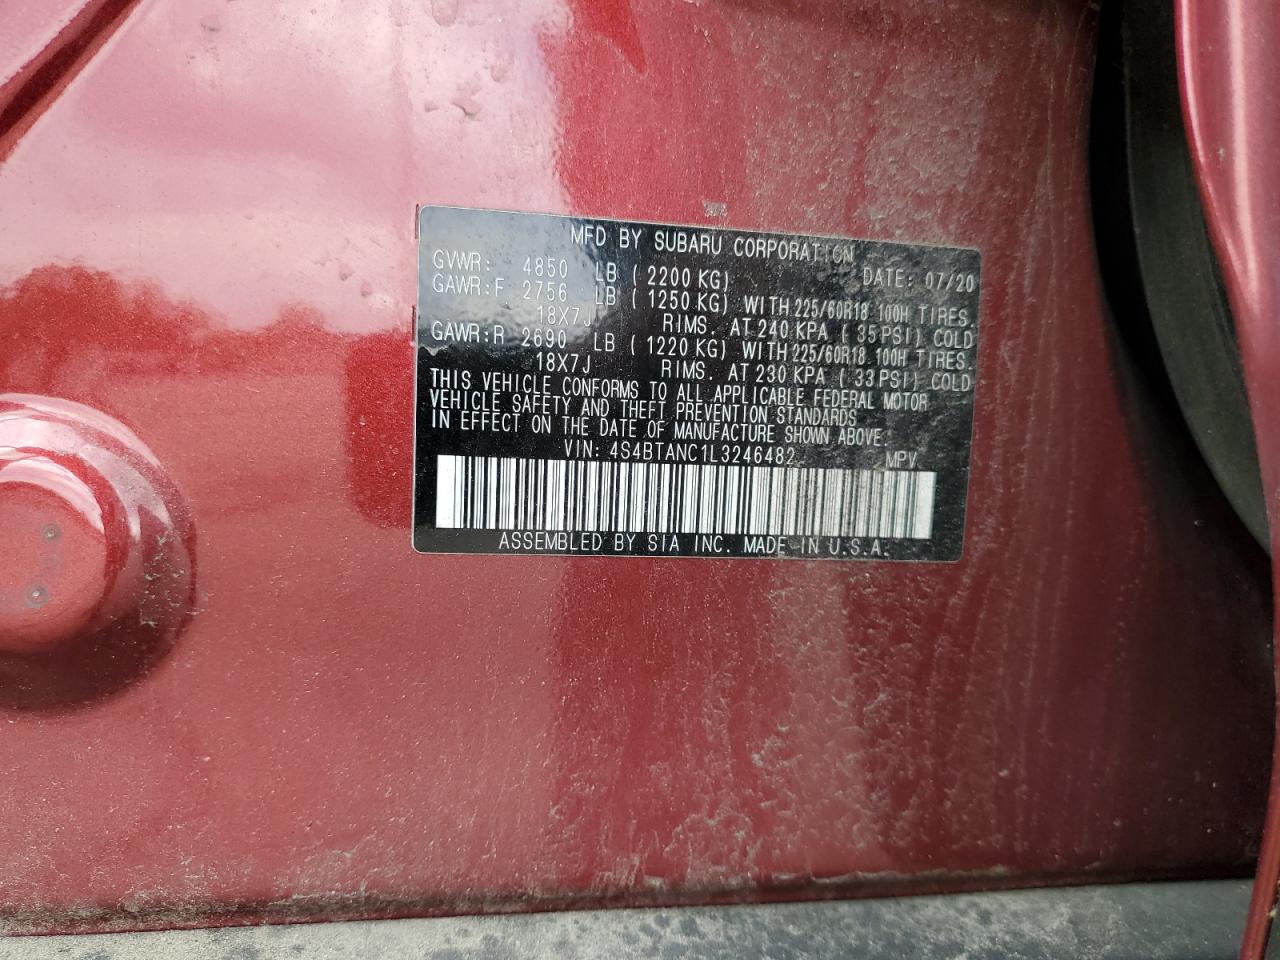 MFD BY SUBARU CORPORATION
GVWR: 4850 LB (2200 KG) DATE: 07/20
GAWR:F 2756 LB (1250 KG) WITH 225/60R18 100H TIRES.
18X7J RIMS. AT 240 KPA (35 PSI) COLD
GAWR:R 2690 LB (1220 KG) WITH 225/60R18 100H TIRES.
18X7J RIMS. AT 230 KPA (33 PSI) COLD
THIS VEHICLE CONFORMS TO ALL APPLICABLE FEDERAL MOTOR
VEHICLE SAFETY AND THEFT PREVENTION STANDARDS
IN EFFECT ON THE DATE OF MANUFACTURE SHOWN ABOVE.
VIN: 4S4BTANC1L3246482 MPV
ASSEMBLED BY SIA INC. MADE IN U.S.A.